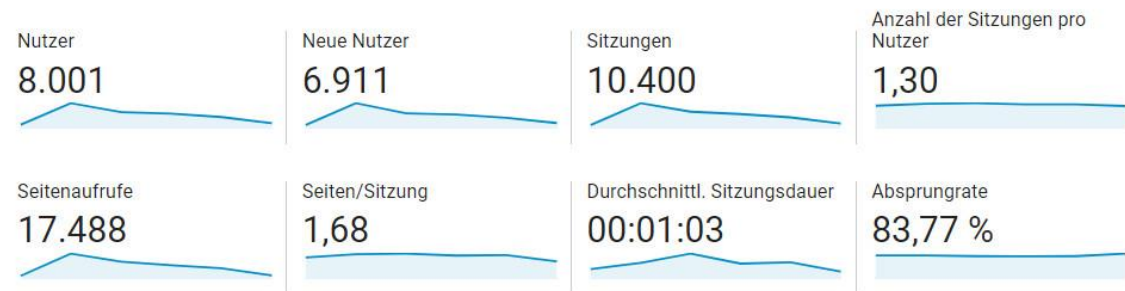 Nutzer
8.001
Neue Nutzer
6.911
Sitzungen
10.400
Anzahl der Sitzungen pro
Nutzer
1,30
Seitenaufrufe
17.488
Seiten/Sitzung
1,68
Durchschnittl. Sitzungsdauer
00:01:03
Absprungrate
83,77 %